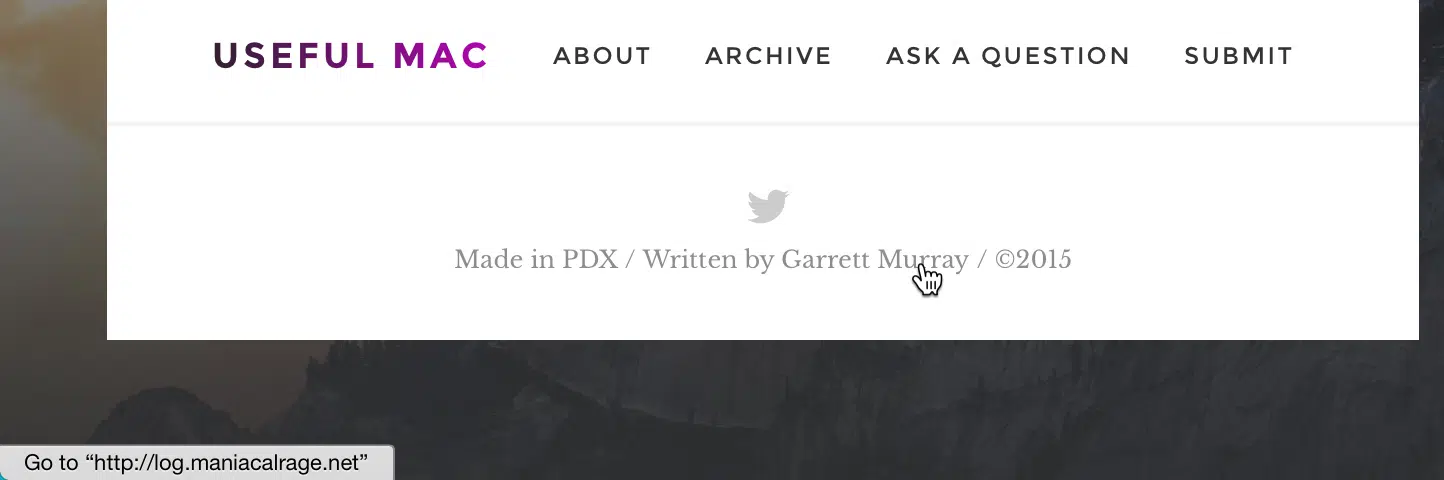 USEFUL MAC ABOUT ARCHIVE ASK A QUESTION SUBMIT
Made in PDX / Written by Garrett Murray / ©2015
Go to “http://log.maniacalrage.net”